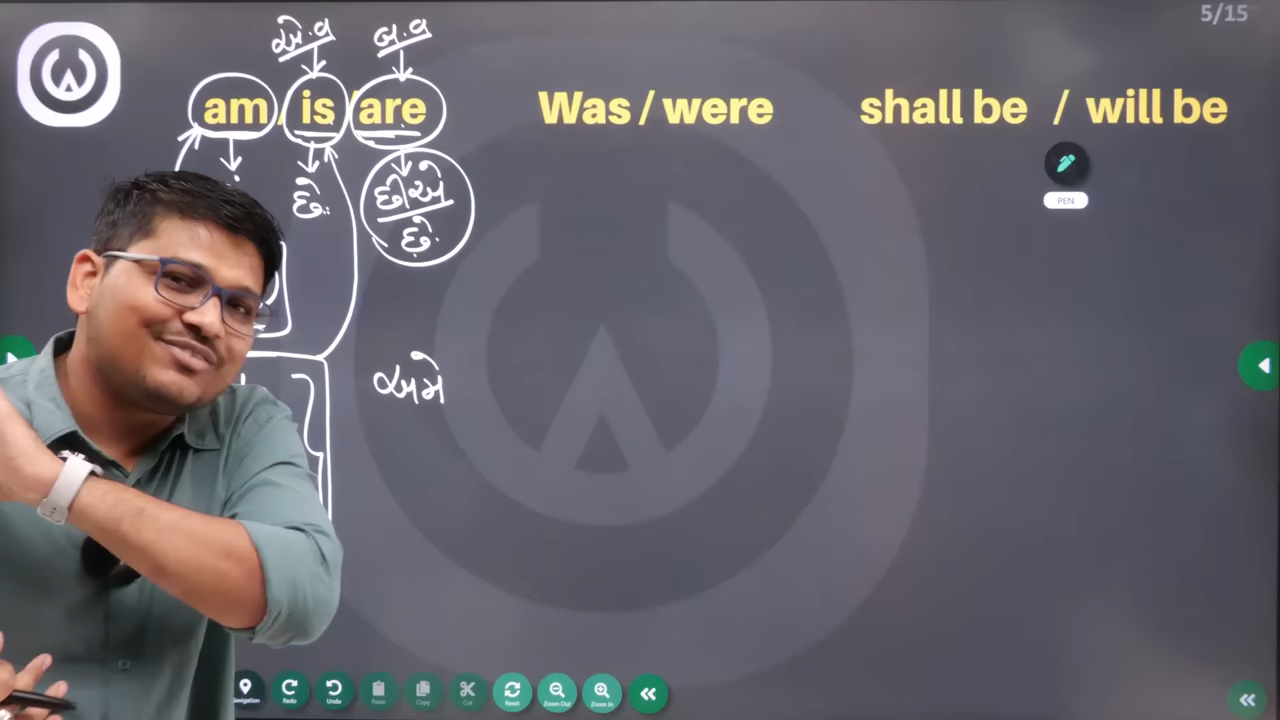 5/15
એ.વ બ.વ
am / is / are Was / were shall be / will be
PEN
છે. છીએ
છે.
અમે
Navigation Redo Undo Paste Copy Cut Reset Zoom Out Zoom In